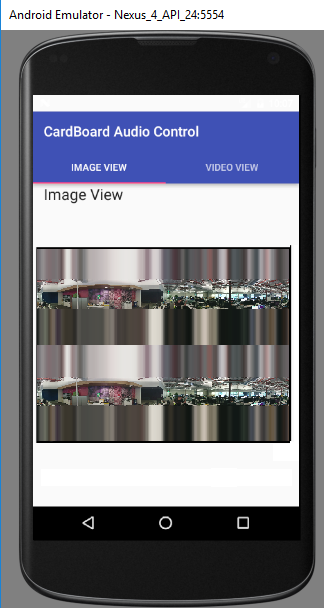 Android Emulator - Nexus_4_API_24:5554
CardBoard Audio Control
IMAGE VIEW
VIDEO VIEW
Image View